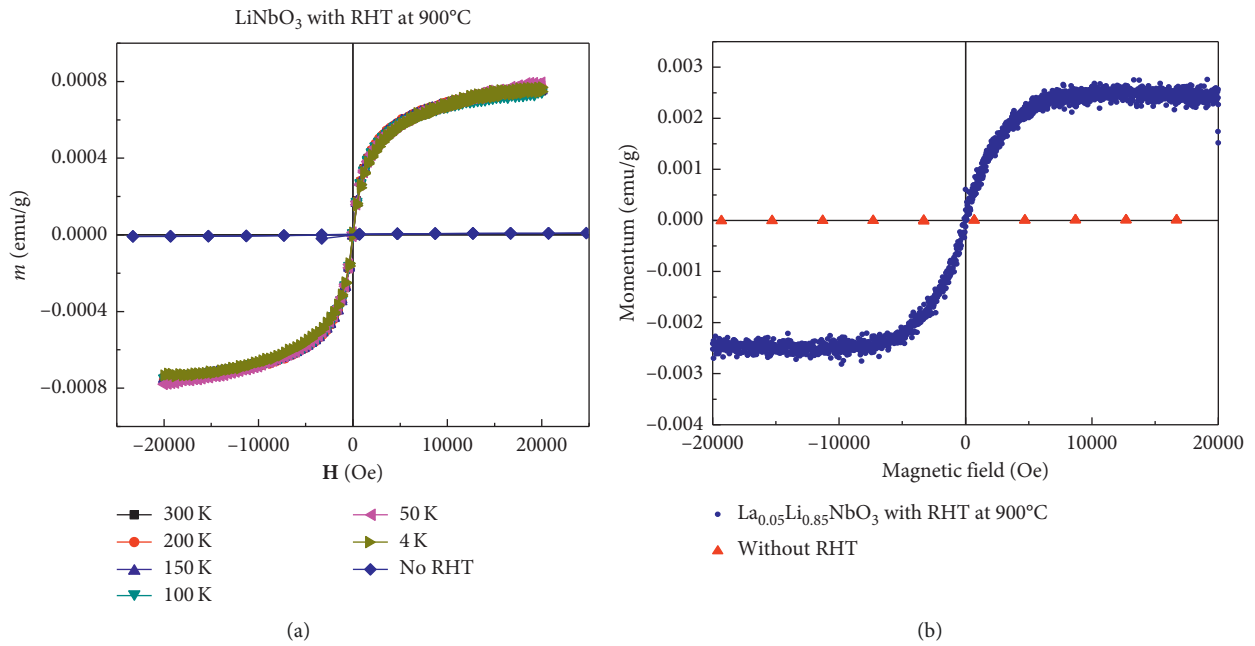 LiNbO₃ with RHT at 900°C
0.0008
0.0004
0.0000
−0.0004
−0.0008
m (emu/g)
−20000 −10000 0 10000 20000
H (Oe)
300 K
200 K
150 K
100 K
50 K
4 K
No RHT
(a)
0.003
0.002
0.001
0.000
−0.001
−0.002
−0.003
−0.004
Momentum (emu/g)
−20000 −10000 0 10000 20000
Magnetic field (Oe)
La₀.₀₅Li₀.₈₅NbO₃ with RHT at 900°C
Without RHT
(b)